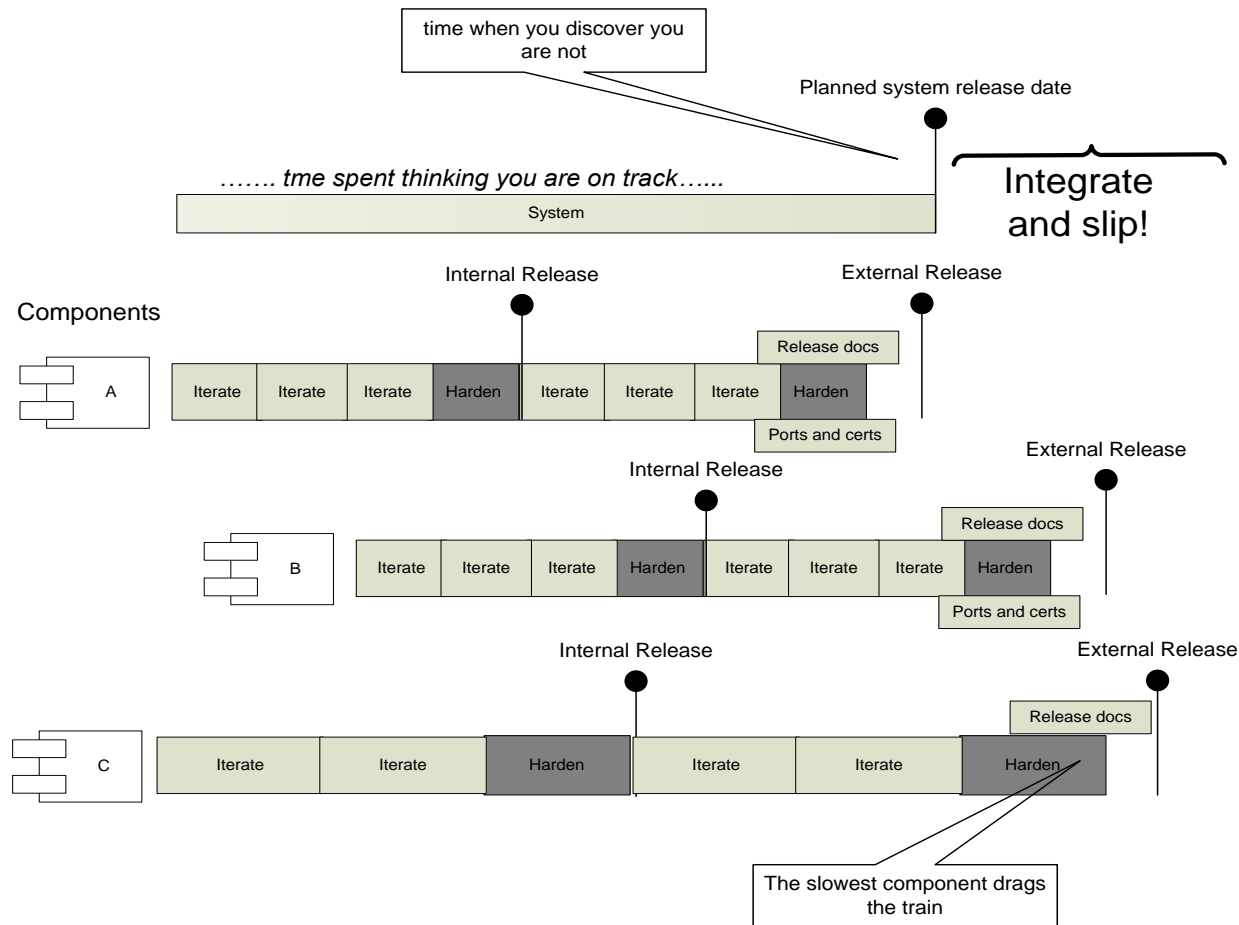 time when you discover you
are not
Planned system release date
……. tme spent thinking you are on track…...
Integrate
and slip!
System
Internal Release
External Release
Components
Release docs
A
Iterate
Iterate
Iterate
Harden
Iterate
Iterate
Iterate
Harden
Ports and certs
Internal Release
External Release
Release docs
B
Iterate
Iterate
Iterate
Harden
Iterate
Iterate
Iterate
Harden
Ports and certs
Internal Release
External Release
Release docs
C
Iterate
Iterate
Harden
Iterate
Iterate
Harden
The slowest component drags
the train